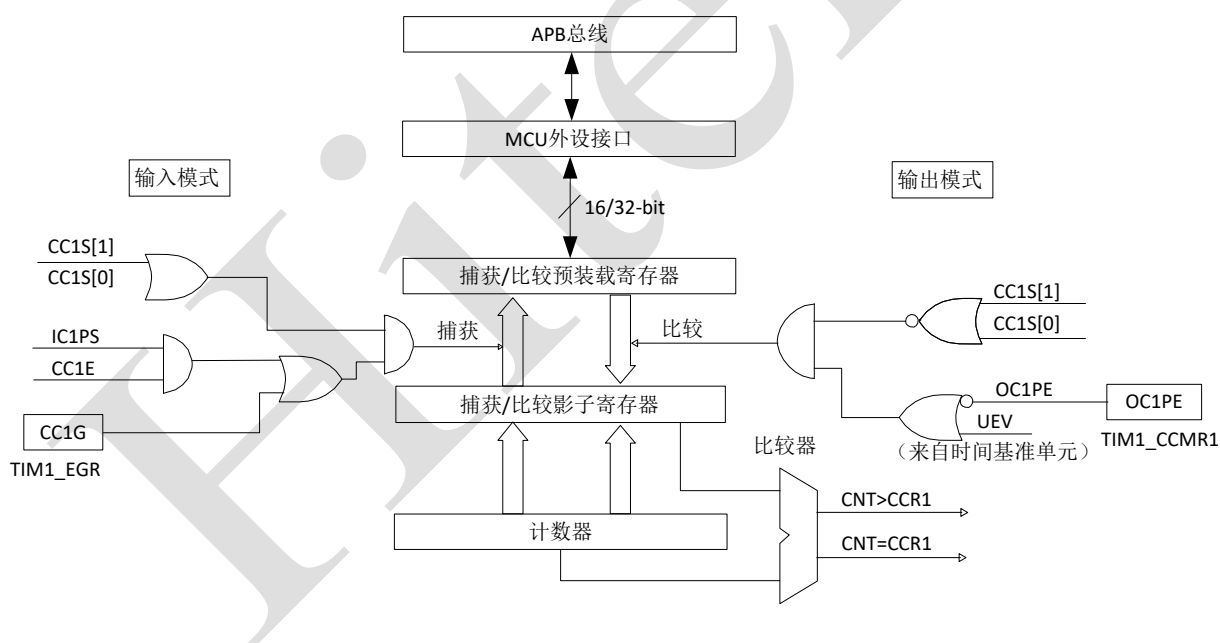 APB总线
MCU外设接口
输入模式
输出模式
16/32-bit
CC1S[1]
CC1S[0]
捕获/比较预装载寄存器
CC1S[1]
CC1S[0]
IC1PS
CC1E
捕获
比较
捕获/比较影子寄存器
OC1PE
OC1PE
UEV
(来自时间基准单元)
TIM1_CCMR1
CC1G
TIM1_EGR
比较器
CNT>CCR1
计数器
CNT=CCR1